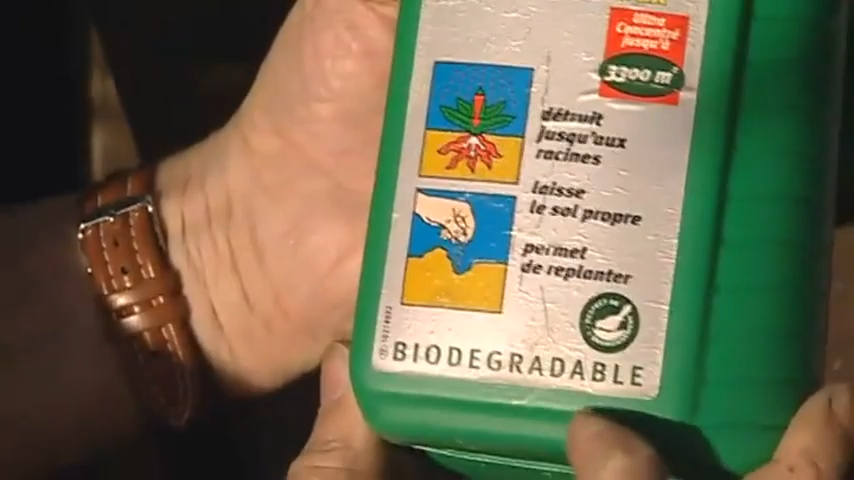 Ultra
Concentré
jusqu'à
3300 m²
détruit
jusqu'aux
racines
laisse
le sol propre
permet
de replanter
BIODEGRADABLE